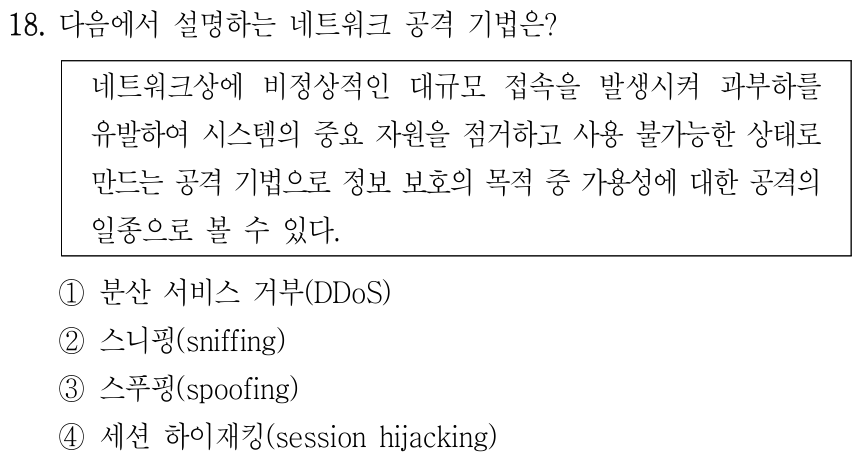 18. 다음에서 설명하는 네트워크 공격 기법은?
네트워크상에 비정상적인 대규모 접속을 발생시켜 과부하를
유발하여 시스템의 중요 자원을 점거하고 사용 불가능한 상태로
만드는 공격 기법으로 정보 보호의 목적 중 가용성에 대한 공격의
일종으로 볼 수 있다.
① 분산 서비스 거부(DDoS)
② 스니핑(sniffing)
③ 스푸핑(spoofing)
④ 세션 하이재킹(session hijacking)